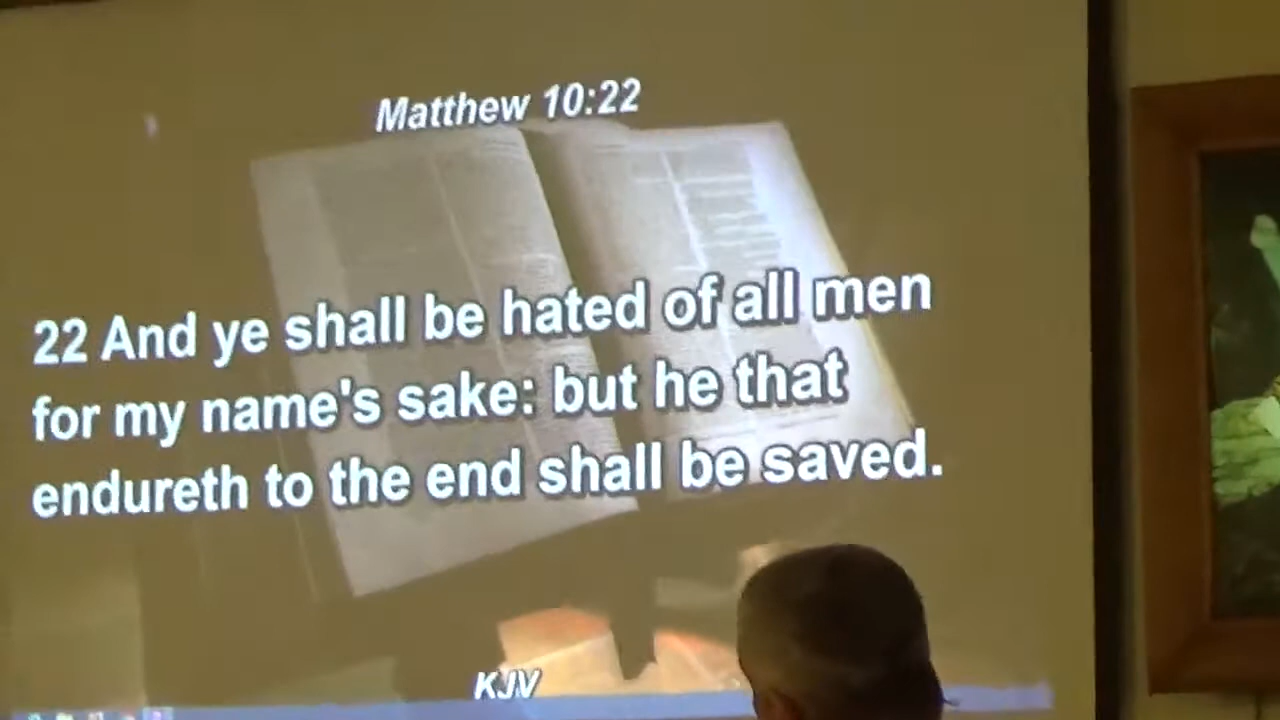 Matthew 10:22
22 And ye shall be hated of all men
for my name's sake: but he that
endureth to the end shall be saved.
KJV